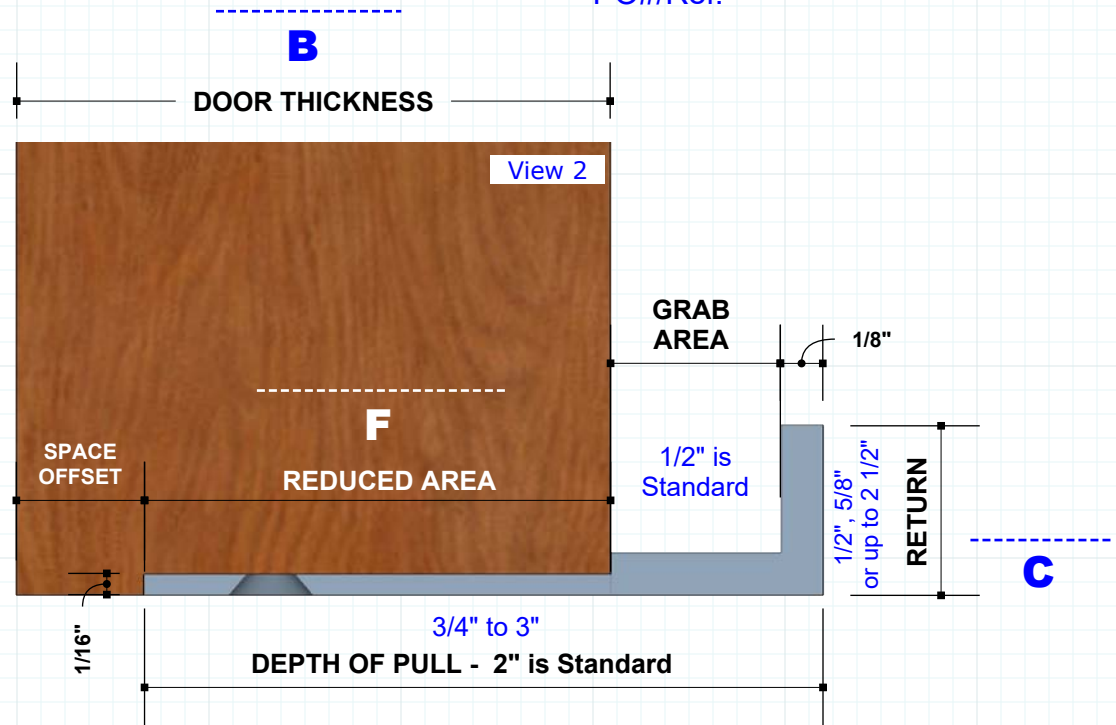 B
DOOR THICKNESS
View 2
GRAB
AREA
1/8"
F
SPACE
OFFSET
REDUCED AREA
1/2" is
Standard
1/2", 5/8"
or up to 2 1/2"
RETURN
C
1/16"
3/4" to 3"
DEPTH OF PULL - 2" is Standard